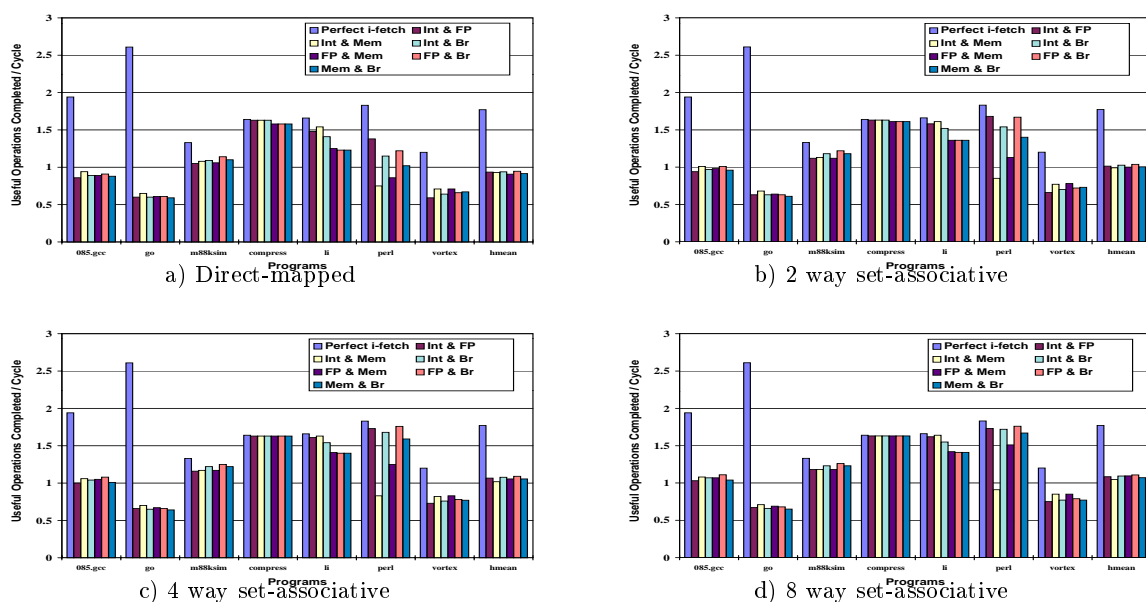 3
2.5
2
1.5
1
0.5
0
Useful Operations Completed / Cycle
Perfect i-fetch
Int & FP
Int & Mem
Int & Br
FP & Mem
FP & Br
Mem & Br
085.gcc go m88ksim compress li perl vortex hmean
Programs
a) Direct-mapped
3
2.5
2
1.5
1
0.5
0
Useful Operations Completed / Cycle
Perfect i-fetch
Int & FP
Int & Mem
Int & Br
FP & Mem
FP & Br
Mem & Br
085.gcc go m88ksim compress li perl vortex hmean
Programs
b) 2 way set-associative
3
2.5
2
1.5
1
0.5
0
Useful Operations Completed / Cycle
Perfect i-fetch
Int & FP
Int & Mem
Int & Br
FP & Mem
FP & Br
Mem & Br
085.gcc go m88ksim compress li perl vortex hmean
Programs
c) 4 way set-associative
3
2.5
2
1.5
1
0.5
0
Useful Operations Completed / Cycle
Perfect i-fetch
Int & FP
Int & Mem
Int & Br
FP & Mem
FP & Br
Mem & Br
085.gcc go m88ksim compress li perl vortex hmean
Programs
d) 8 way set-associative